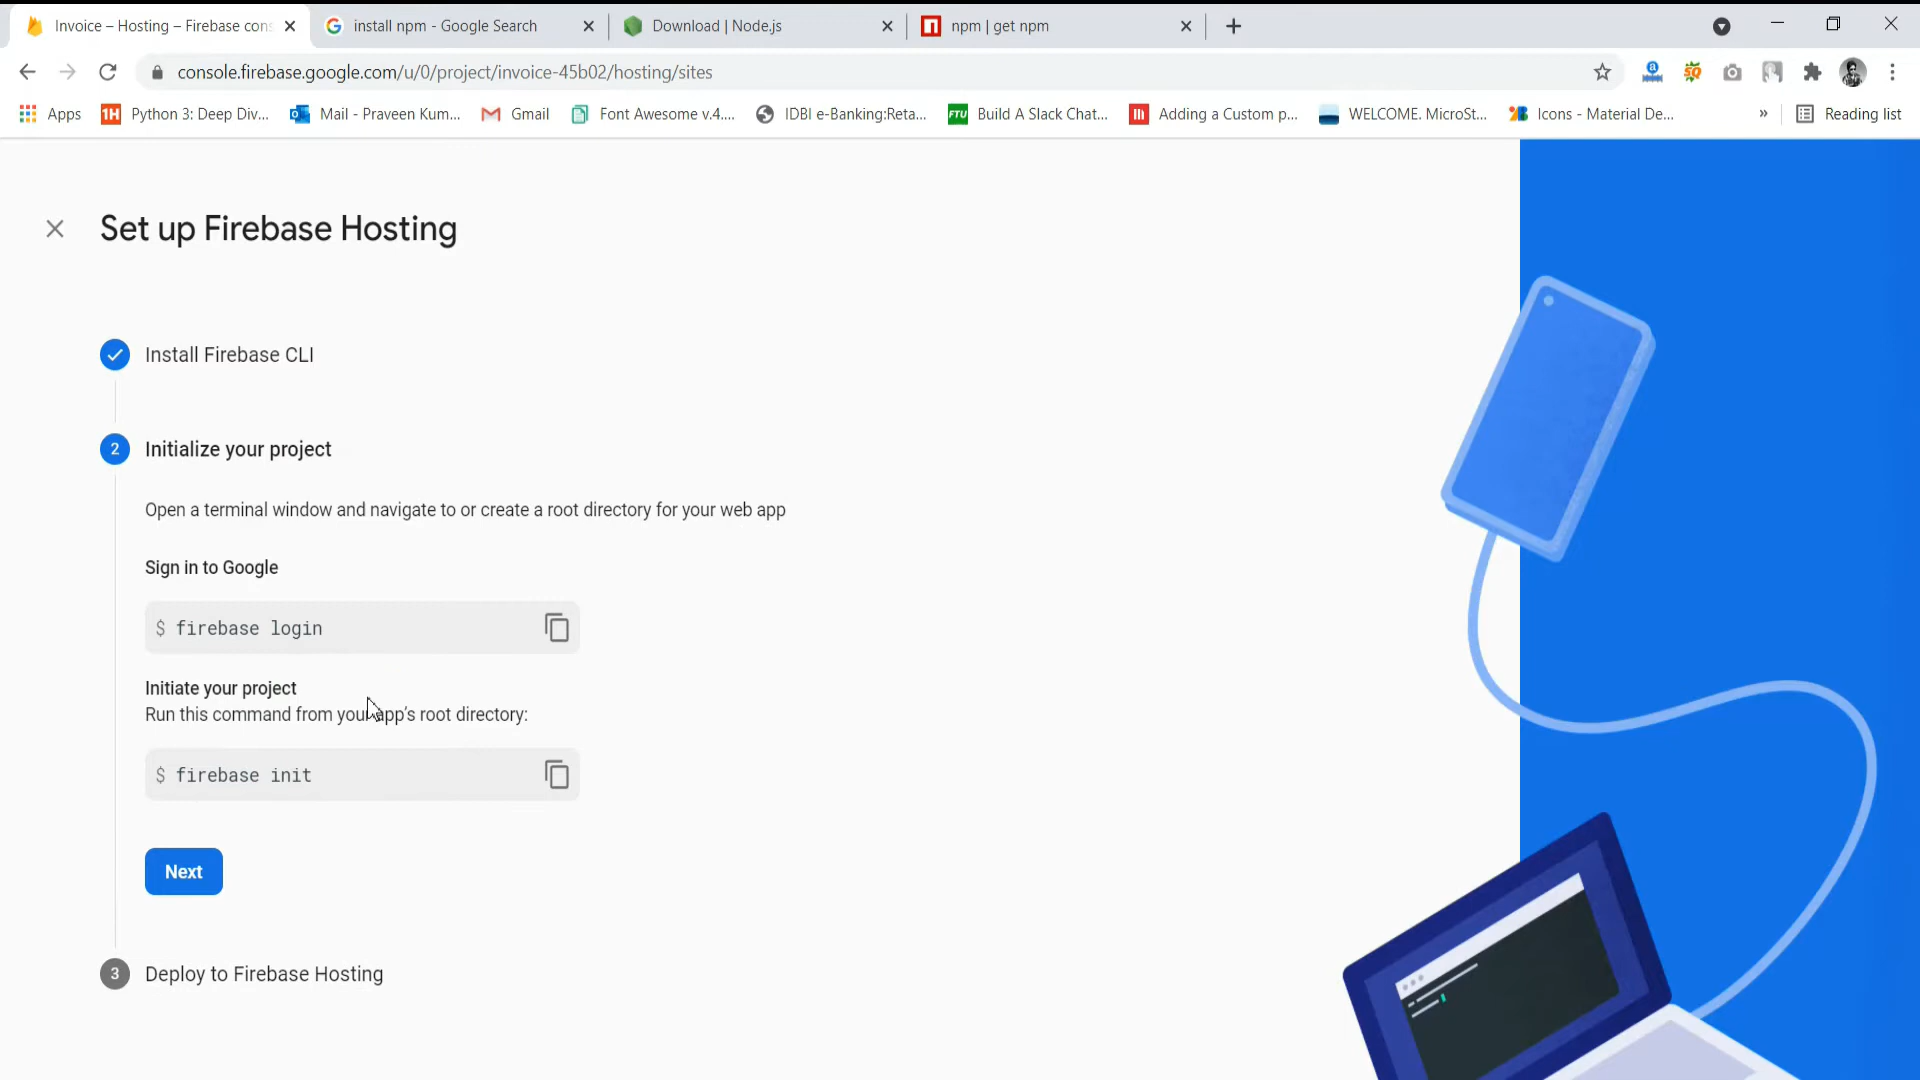 Invoice – Hosting – Firebase cons
install npm - Google Search
Download | Node.js
npm | get npm
console.firebase.google.com/u/0/project/invoice-45b02/hosting/sites
Apps
Python 3: Deep Div...
Mail - Praveen Kum...
Gmail
Font Awesome v.4....
IDBI e-Banking:Reta...
Build A Slack Chat...
Adding a Custom p...
WELCOME. MicroSt...
Icons - Material De...
»
Reading list
Set up Firebase Hosting
Install Firebase CLI
2 Initialize your project
Open a terminal window and navigate to or create a root directory for your web app
Sign in to Google
$ firebase login
Initiate your project
Run this command from your app's root directory:
$ firebase init
Next
3 Deploy to Firebase Hosting